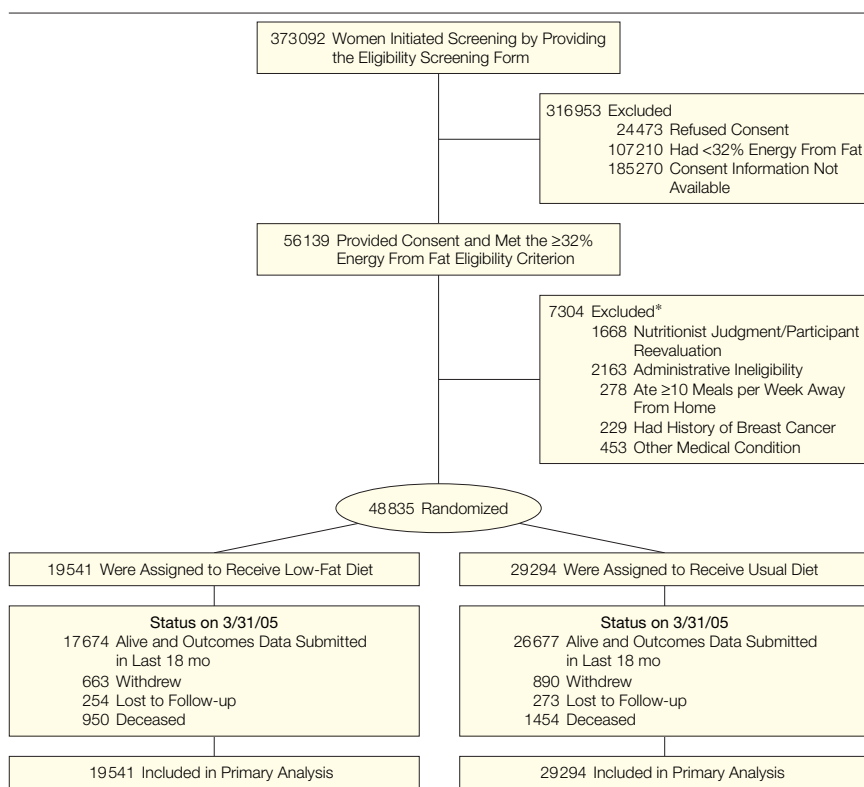 373092 Women Initiated Screening by Providing
the Eligibility Screening Form
316953 Excluded
24473 Refused Consent
107210 Had <32% Energy From Fat
185270 Consent Information Not
Available
56139 Provided Consent and Met the ≥32%
Energy From Fat Eligibility Criterion
7304 Excluded*
1668 Nutritionist Judgment/Participant
Reevaluation
2163 Administrative Ineligibility
278 Ate ≥10 Meals per Week Away
From Home
229 Had History of Breast Cancer
453 Other Medical Condition
48835 Randomized
19541 Were Assigned to Receive Low-Fat Diet
Status on 3/31/05
17674 Alive and Outcomes Data Submitted
in Last 18 mo
663 Withdrew
254 Lost to Follow-up
950 Deceased
19541 Included in Primary Analysis
29294 Were Assigned to Receive Usual Diet
Status on 3/31/05
26677 Alive and Outcomes Data Submitted
in Last 18 mo
890 Withdrew
273 Lost to Follow-up
1454 Deceased
29294 Included in Primary Analysis